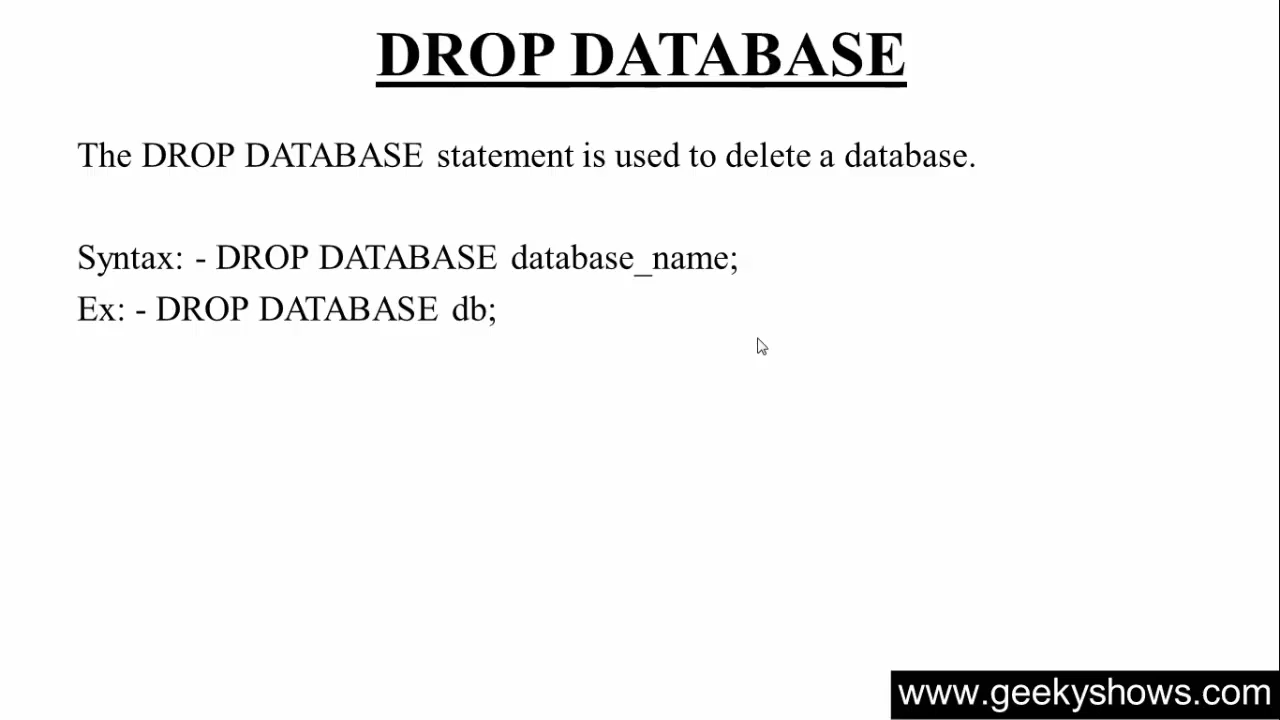 DROP DATABASE
The DROP DATABASE statement is used to delete a database.
Syntax: - DROP DATABASE database_name;
Ex: - DROP DATABASE db;
www.geekyshows.com